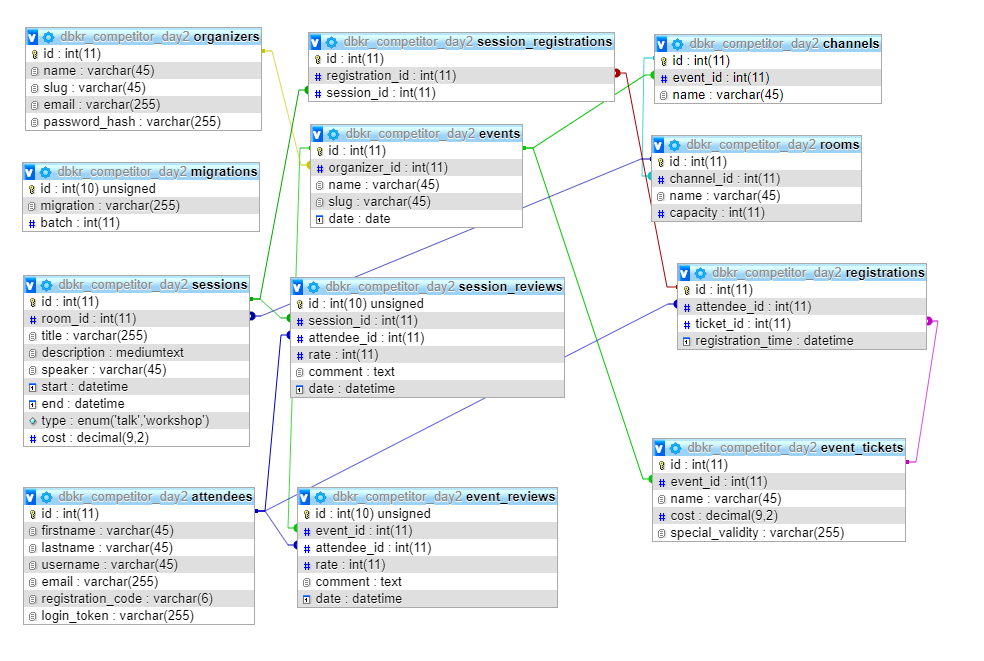 dbkr_competitor_day2 organizers
id : int(11)
name : varchar(45)
slug : varchar(45)
email : varchar(255)
password_hash : varchar(255)
dbkr_competitor_day2 session_registrations
id : int(11)
registration_id : int(11)
session_id : int(11)
dbkr_competitor_day2 channels
id : int(11)
event_id : int(11)
name : varchar(45)
dbkr_competitor_day2 events
id : int(11)
organizer_id : int(11)
name : varchar(45)
slug : varchar(45)
date : date
dbkr_competitor_day2 rooms
id : int(11)
channel_id : int(11)
name : varchar(45)
capacity : int(11)
dbkr_competitor_day2 migrations
id : int(10) unsigned
migration : varchar(255)
batch : int(11)
dbkr_competitor_day2 sessions
id : int(11)
room_id : int(11)
title : varchar(255)
description : mediumtext
speaker : varchar(45)
start : datetime
end : datetime
type : enum('talk','workshop')
cost : decimal(9,2)
dbkr_competitor_day2 session_reviews
id : int(10) unsigned
session_id : int(11)
attendee_id : int(11)
rate : int(11)
comment : text
date : datetime
dbkr_competitor_day2 registrations
id : int(11)
attendee_id : int(11)
ticket_id : int(11)
registration_time : datetime
dbkr_competitor_day2 event_tickets
id : int(11)
event_id : int(11)
name : varchar(45)
cost : decimal(9,2)
special_validity : varchar(255)
dbkr_competitor_day2 attendees
id : int(11)
firstname : varchar(45)
lastname : varchar(45)
username : varchar(45)
email : varchar(255)
registration_code : varchar(6)
login_token : varchar(255)
dbkr_competitor_day2 event_reviews
id : int(10) unsigned
event_id : int(11)
attendee_id : int(11)
rate : int(11)
comment : text
date : datetime